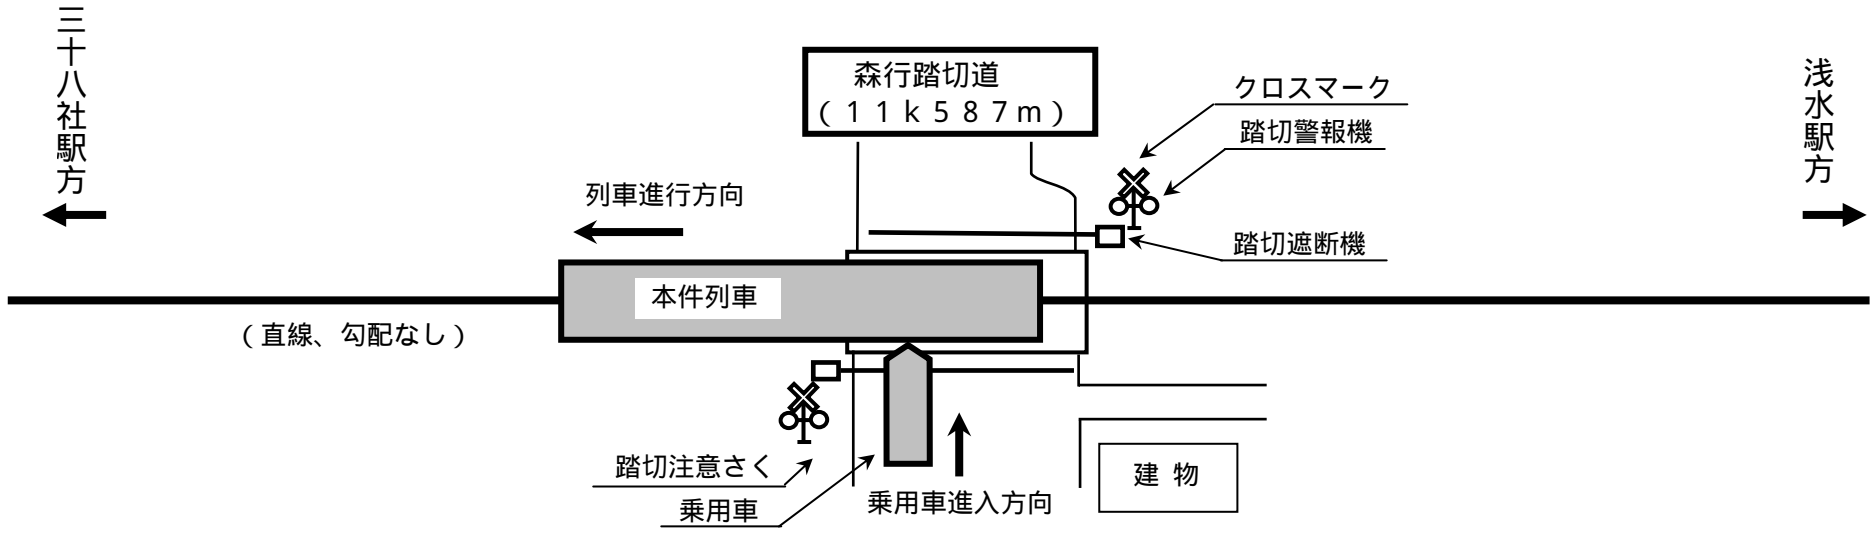 三十八社駅方
浅水駅方
森行踏切道
（１１ｋ５８７ｍ）
クロスマーク
踏切警報機
列車進行方向
踏切遮断機
本件列車
（直線、勾配なし）
踏切注意さく
乗用車
乗用車進入方向
建 物